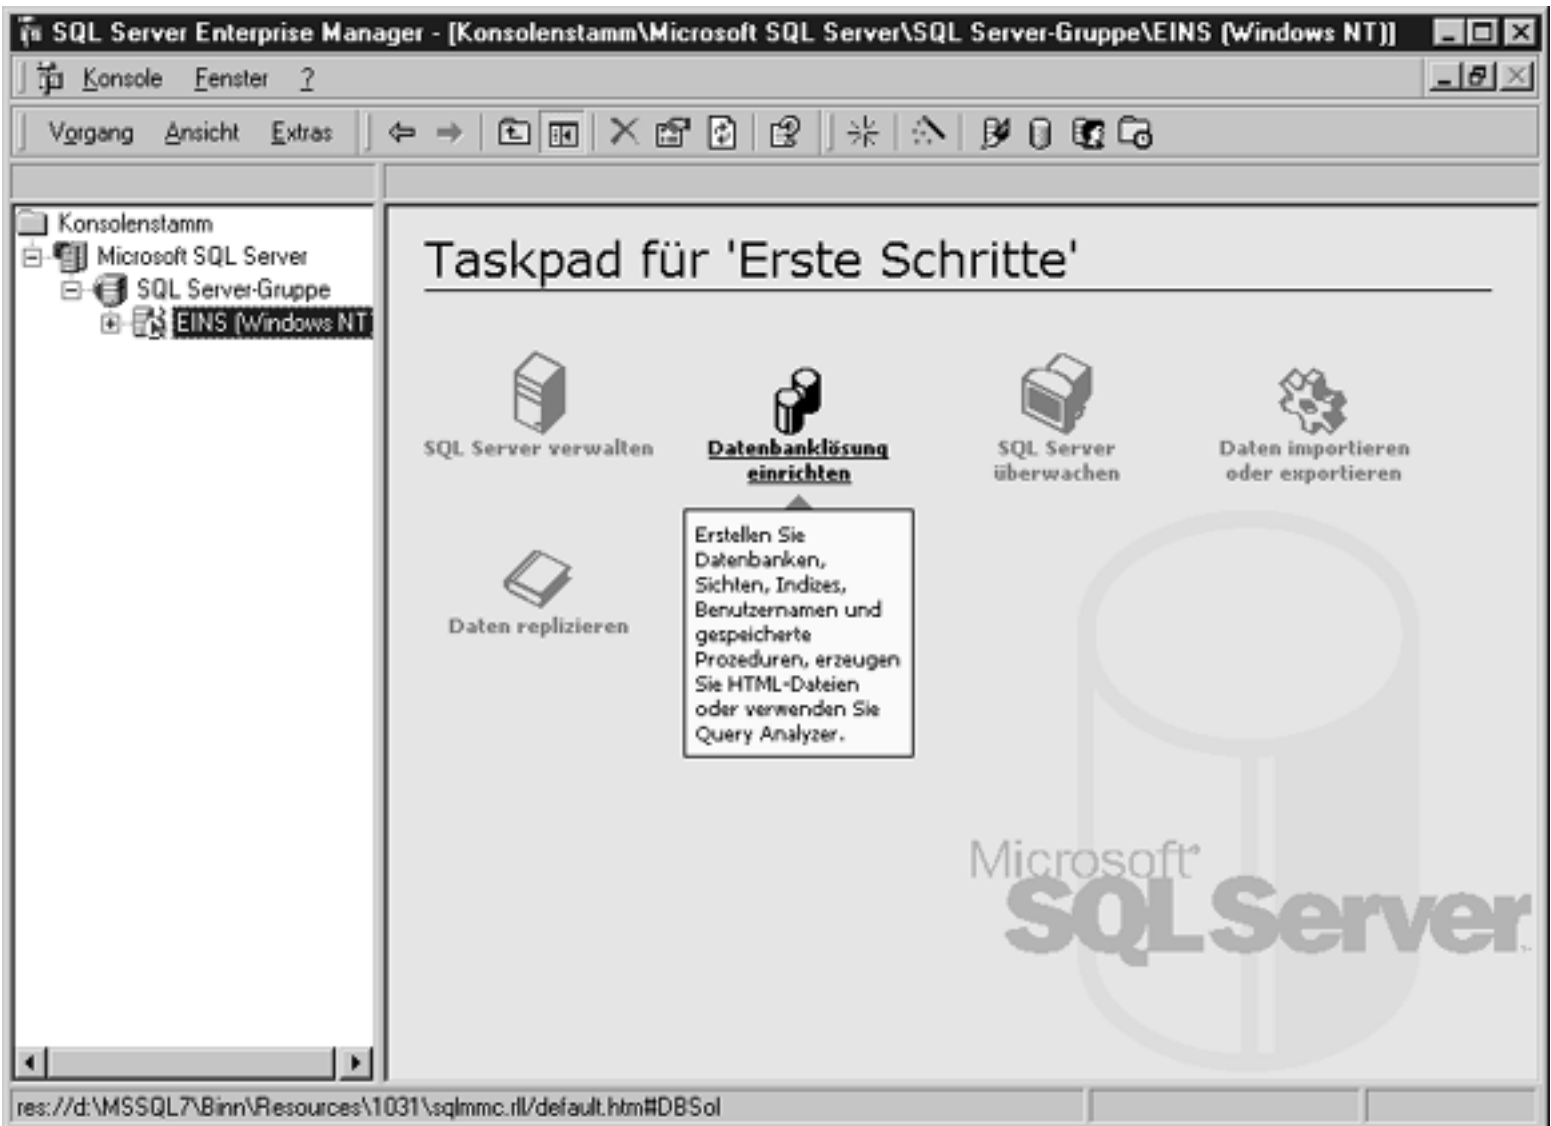 SQL Server Enterprise Manager - [Konsolenstamm\Microsoft SQL Server\SQL Server-Gruppe\EINS (Windows NT)]
Konsole Fenster ?
Vorgang Ansicht Extras
Konsolenstamm
Microsoft SQL Server
SQL Server-Gruppe
EINS (Windows NT)
Taskpad für 'Erste Schritte'
SQL Server verwalten
Datenbanklösung
einrichten
SQL Server
überwachen
Daten importieren
oder exportieren
Daten replizieren
Erstellen Sie
Datenbanken,
Sichten, Indizes,
Benutzernamen und
gespeicherte
Prozeduren, erzeugen
Sie HTML-Dateien
oder verwenden Sie
Query Analyzer.
Microsoft
SQL Server
res://d:\MSSQL7\Binn\Resources\1031\sqlmmc.rll/default.htm#DBSol